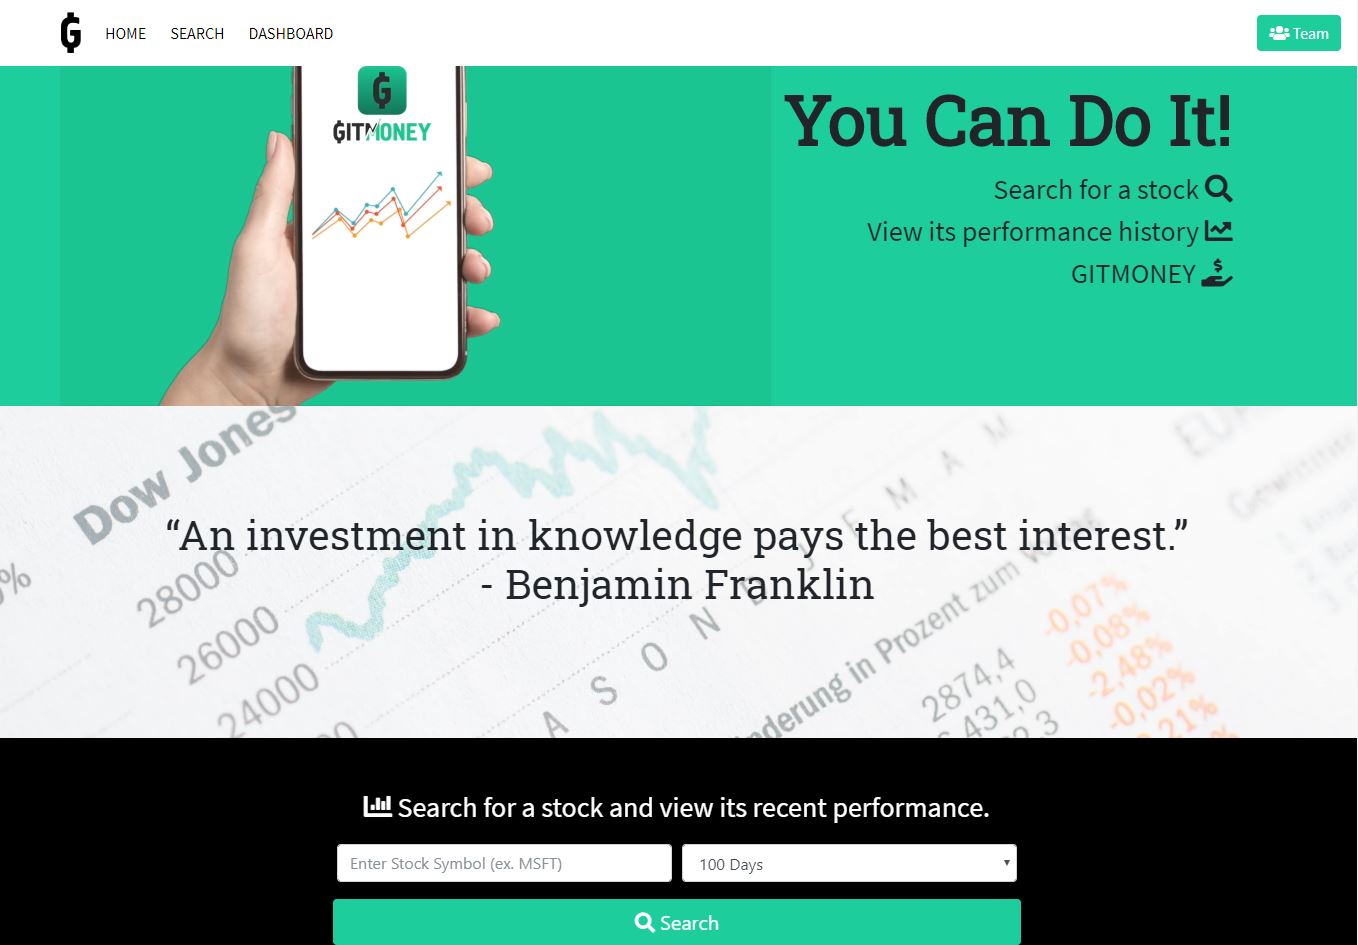 HOME SEARCH DASHBOARD Team
GITMONEY
You Can Do It!
Search for a stock
View its performance history
GITMONEY
Dow Jones
“An investment in knowledge pays the best interest.”
- Benjamin Franklin
%
28000
26000
24000
A S O N D J F M A M
nderung in Prozent zum
2874,4
431,0
-0,07%
-0,08%
-2,48%
-0,02%
21%
Search for a stock and view its recent performance.
Enter Stock Symbol (ex. MSFT) 100 Days
Search